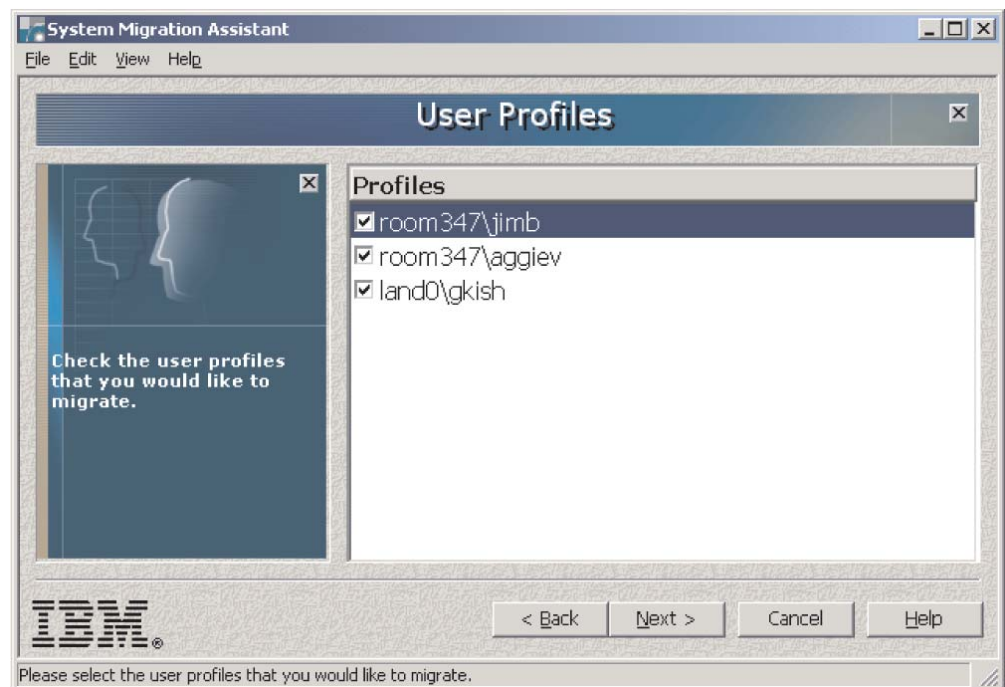 System Migration Assistant
File Edit View Help
User Profiles
Check the user profiles
that you would like to
migrate.
Profiles
room347\jimb
room347\aggiev
land0\gkish
IBM®
< Back Next > Cancel Help
Please select the user profiles that you would like to migrate.